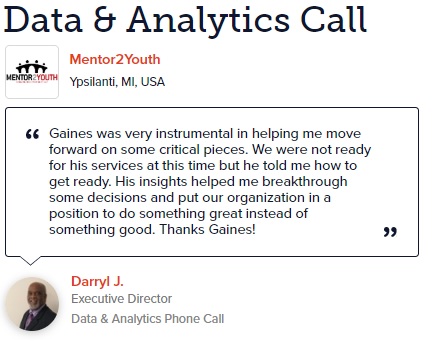 Data & Analytics Call
MENTOR2YOUTH
Mentor2Youth
Ypsilanti, MI, USA
“ Gaines was very instrumental in helping me move
forward on some critical pieces. We were not ready
for his services at this time but he told me how to
get ready. His insights helped me breakthrough
some decisions and put our organization in a
position to do something great instead of
something good. Thanks Gaines! ”
Darryl J.
Executive Director
Data & Analytics Phone Call